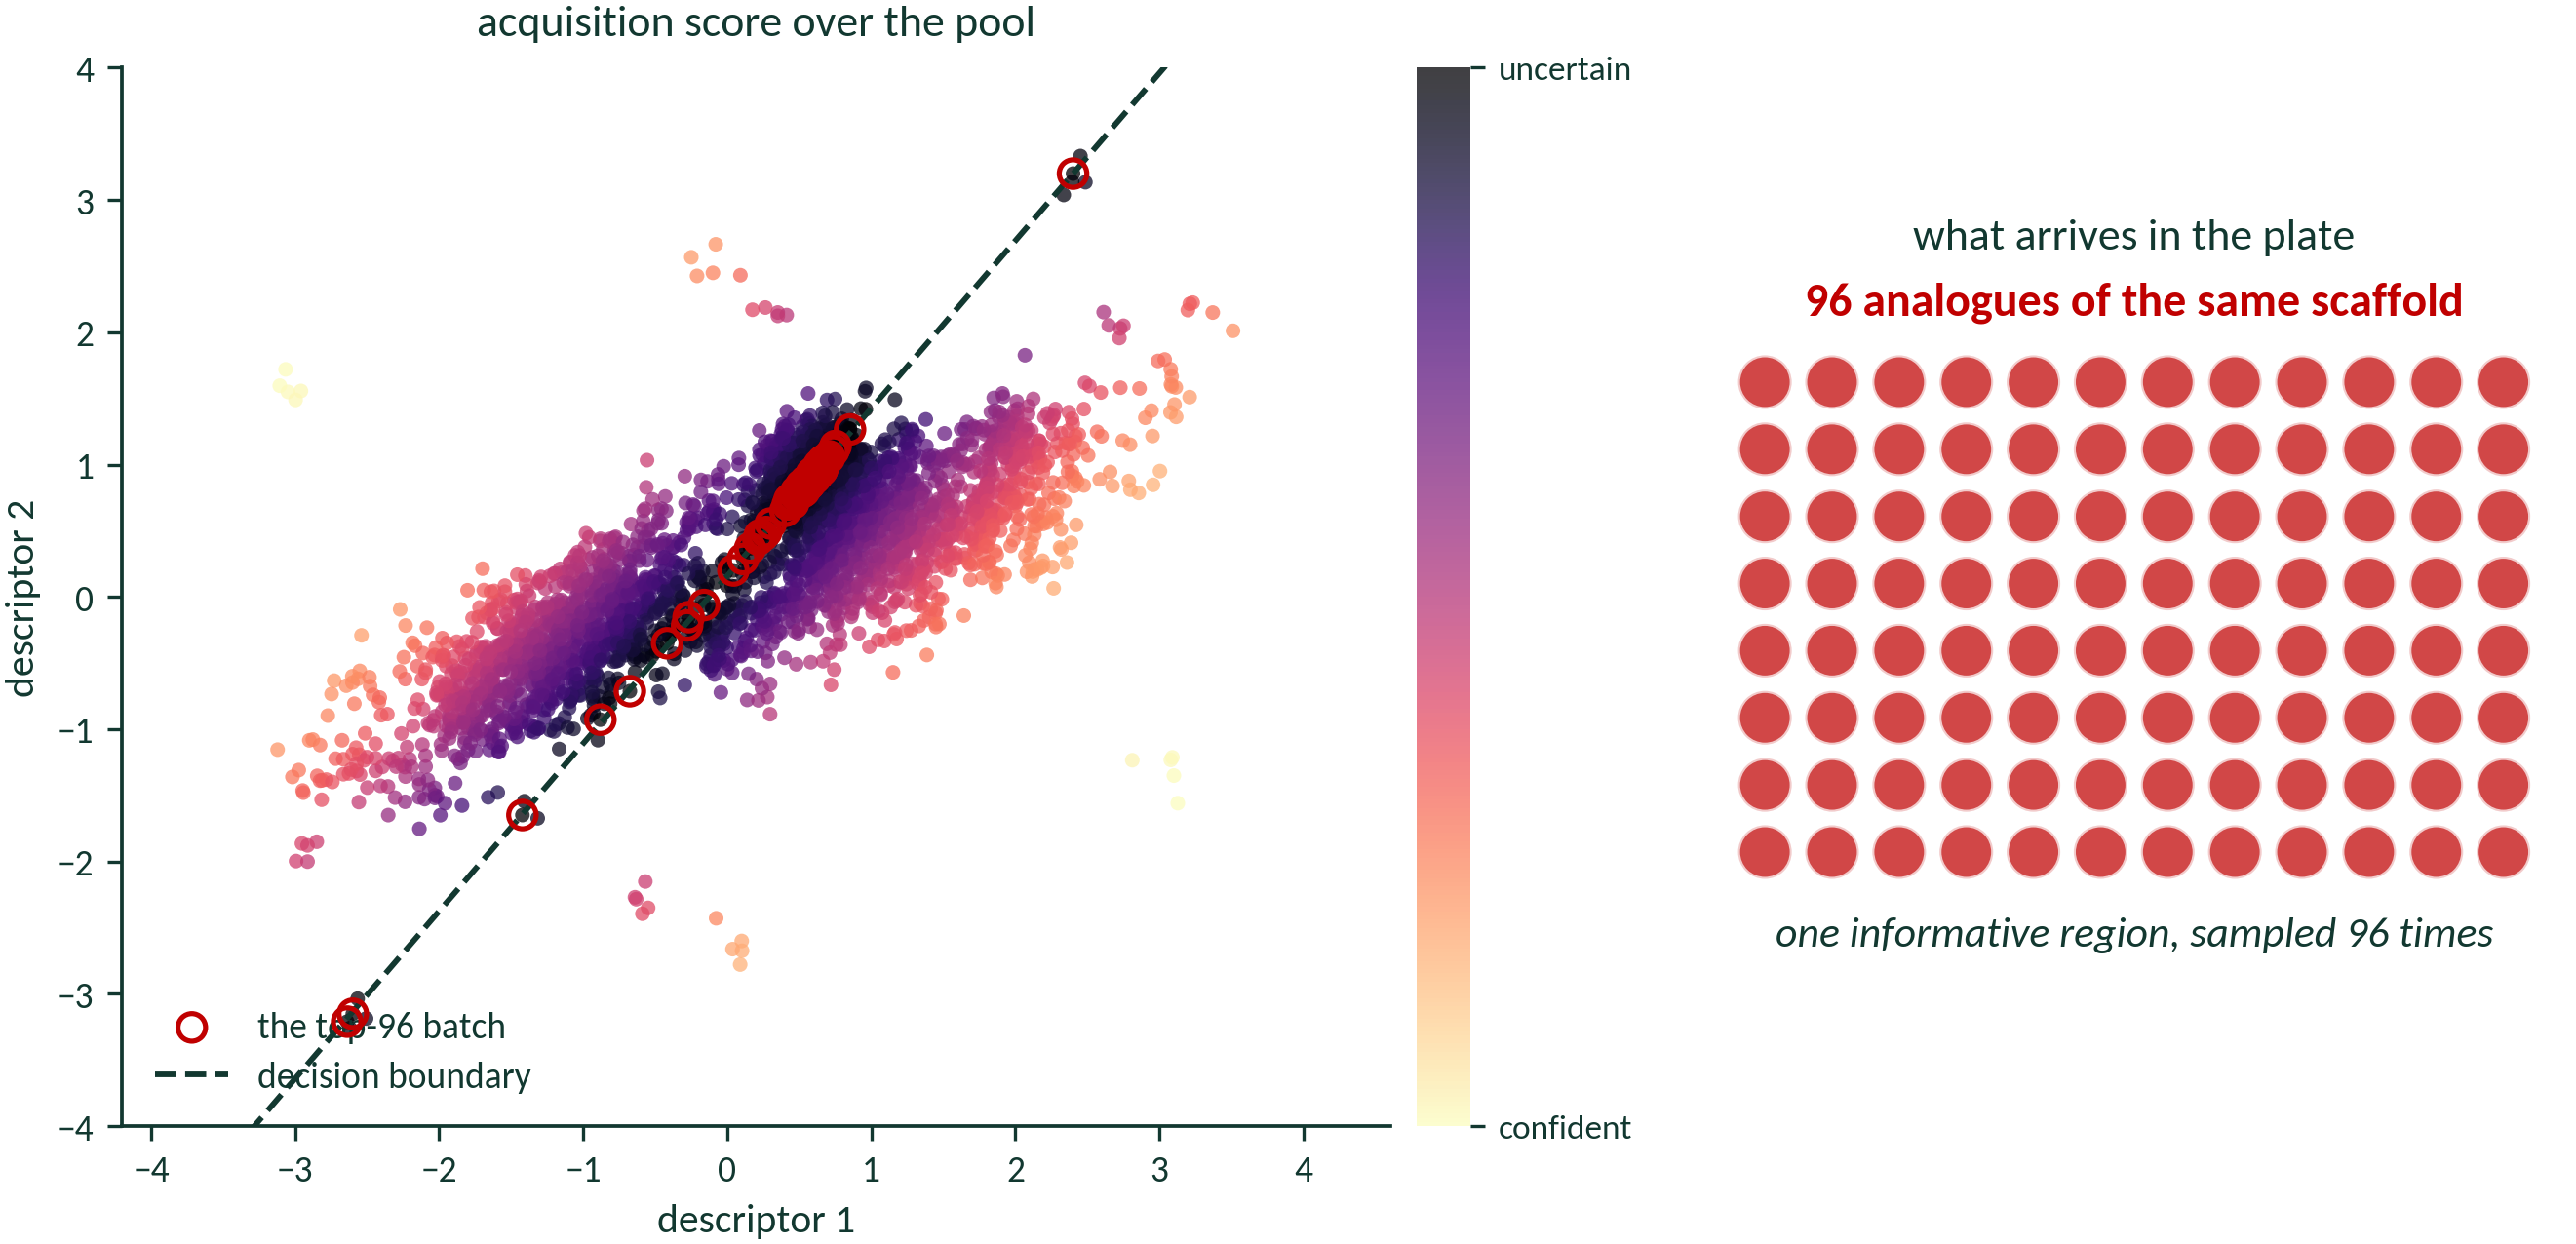 acquisition score over the pool
4
3
2
1
0
−1
−2
−3
−4
descriptor 2
−4
−3
−2
−1
0
1
2
3
4
descriptor 1
the top-96 batch
decision boundary
uncertain
confident
what arrives in the plate
96 analogues of the same scaffold
one informative region, sampled 96 times